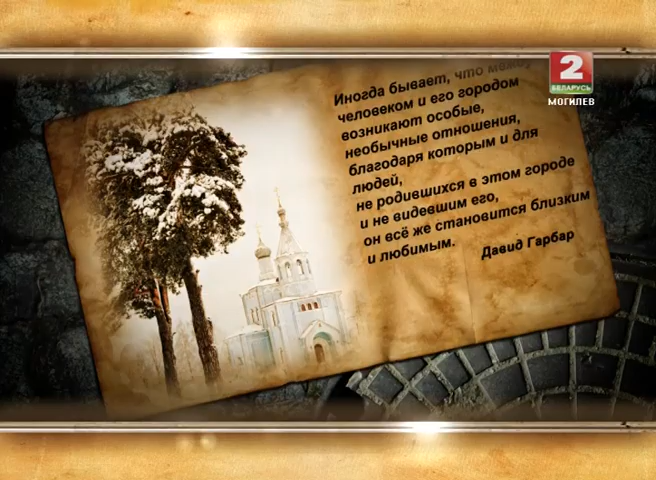 Иногда бывает, что между
человеком и его городом
возникают особые,
необычные отношения,
благодаря которым и для
людей,
не родившихся в этом городе
и не видевшим его,
он всё же становится близким
и любимым.
Давид Гарбар
2
БЕЛАРУСЬ
МОГИЛЕВ